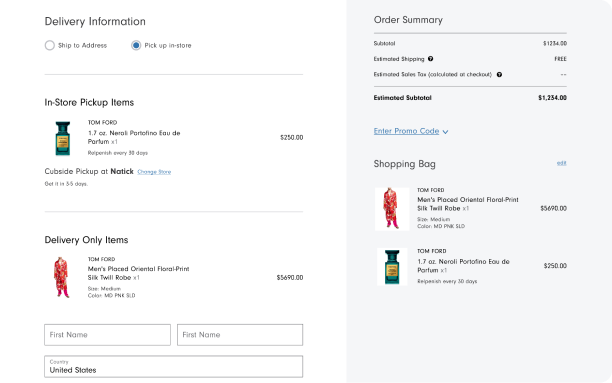 Delivery Information
Ship to Address
Pick up in-store
In-Store Pickup Items
TOM FORD
1.7 oz. Neroli Portofino Eau de
Parfum x1
$250.00
Relpenish every 30 days
Cubside Pickup at Natick Change Store
Get it in 3-5 days.
Delivery Only Items
TOM FORD
Men's Placed Oriental Floral-Print
Silk Twill Robe x1
$5690.00
Size: Medium
Color: MD PNK SLD
First Name
First Name
Country
United States
Order Summary
Subtotal $1234.00
Estimated Shipping ? FREE
Estimated Sales Tax (calculated at checkout) ? --
Estimated Subtotal $1,234.00
Enter Promo Code
Shopping Bag edit
TOM FORD
Men's Placed Oriental Floral-Print
Silk Twill Robe x1
$5690.00
Size: Medium
Color: MD PNK SLD
TOM FORD
1.7 oz. Neroli Portofino Eau de
Parfum x1
$250.00
Relpenish every 30 days